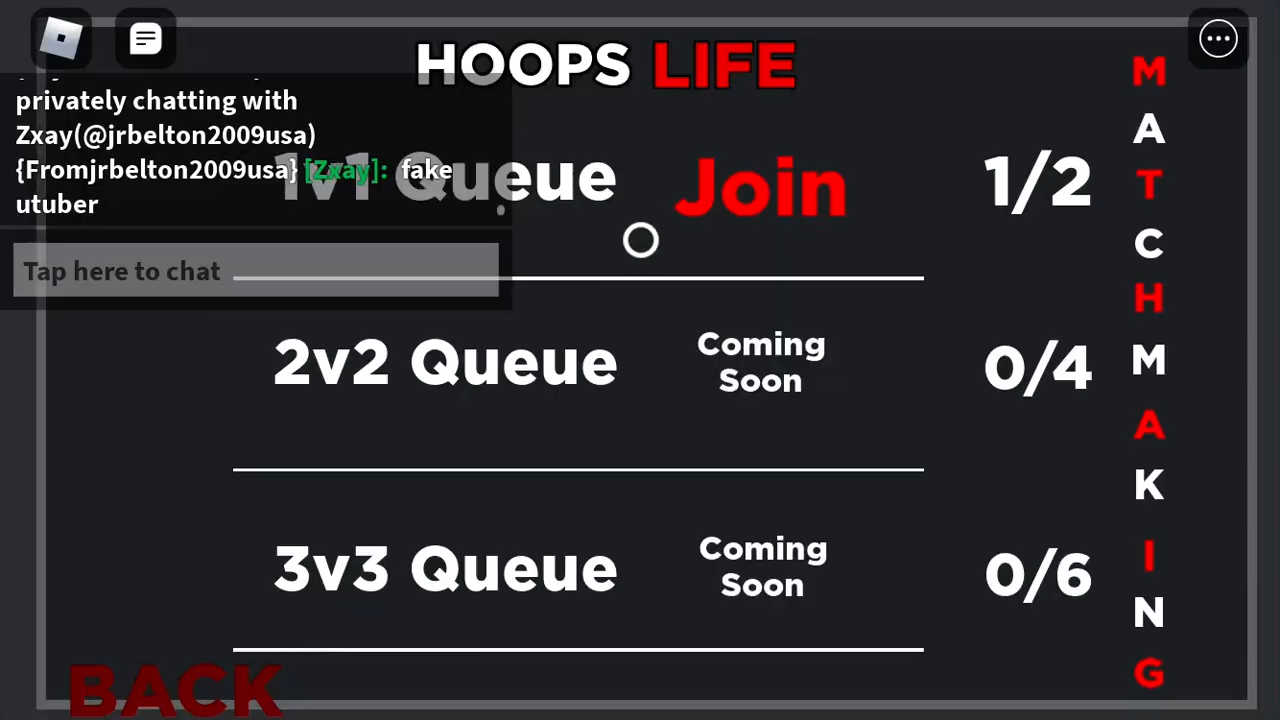 HOOPS LIFE
privately chatting with
Zxay(@jrbelton2009usa)
{Fromjrbelton2009usa} [Zxay]: fake
utuber
Tap here to chat
1v1 Queue Join 1/2
2v2 Queue Coming Soon 0/4
3v3 Queue Coming Soon 0/6
BACK
MATCHMAKING